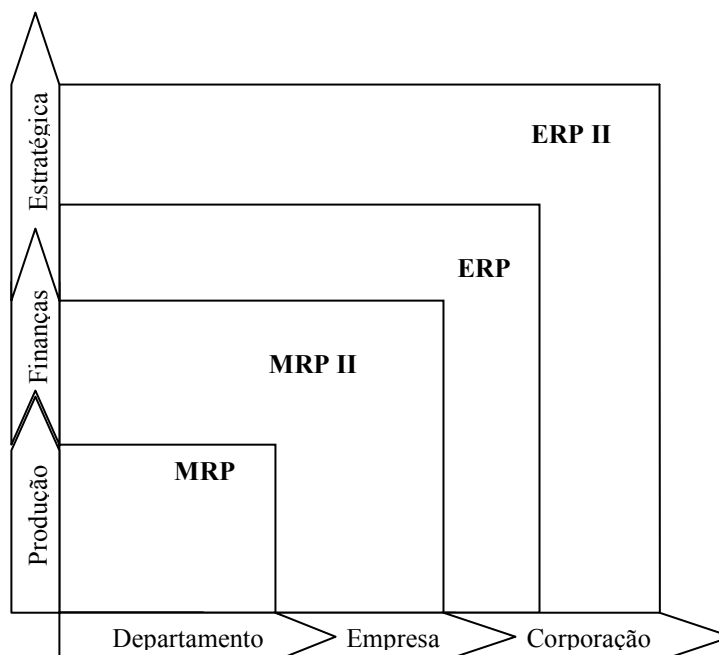 Estratégica
ERP II
ERP
Finanças
MRP II
MRP
Produção
Departamento
Empresa
Corporação